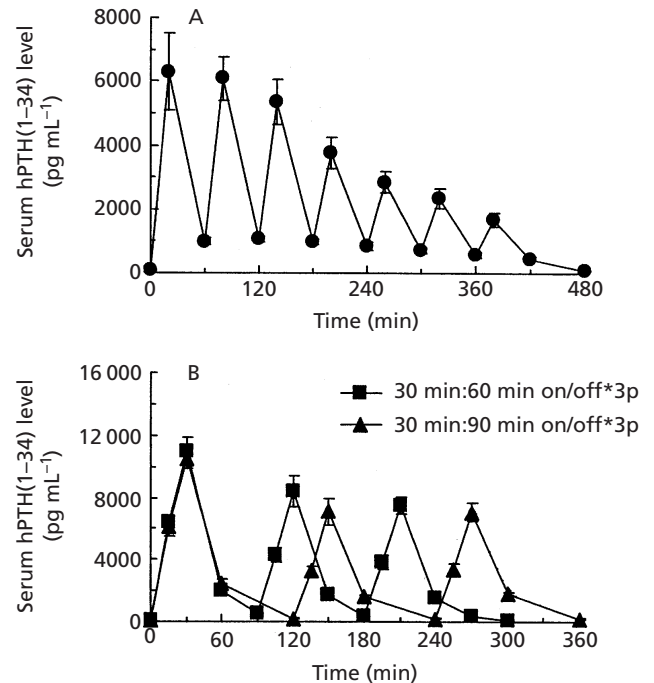 A
8000
6000
4000
2000
0
Serum hPTH(1–34) level
(pg mL⁻¹)
0 120 240 360 480
Time (min)
B
16 000
12 000
8000
4000
0
Serum hPTH(1–34) level
(pg mL⁻¹)
30 min:60 min on/off*3p
30 min:90 min on/off*3p
0 60 120 180 240 300 360
Time (min)